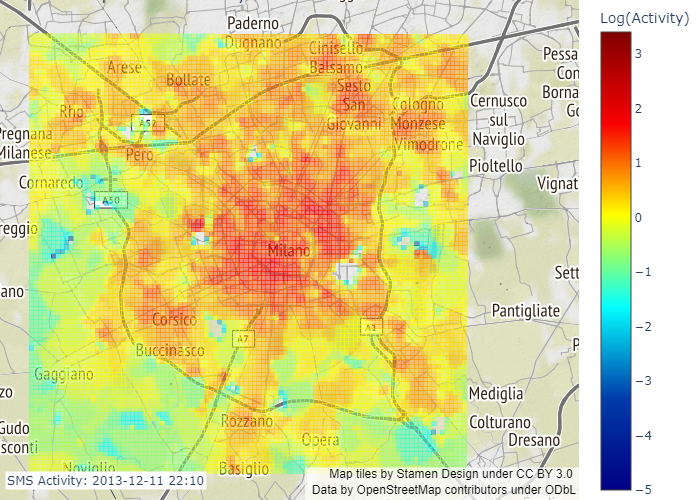 Paderno
Dugnano
Cinisello
Balsamo
Arese
Bollate
Sesto
San
Giovanni
Rho
A52
Cologno
Monzese
Vimodrone
Pregnana
Milanese
Pero
Cernusco
sul
Naviglio
Pioltello
Pessa
Con
Borna
Go
Vignat
Cornaredo
A50
reggio
Milano
ano
Sett
Pantigliate
Corsico
A7
Buccinasco
Gaggiano
zo
Mediglia
Colturano
Dresano
Rozzano
Opera
Gudo
sconti
Noviglio
Basiglio
SMS Activity: 2013-12-11 22:10
Map tiles by Stamen Design under CC BY 3.0
Data by OpenStreetMap contributors under ODbL
Log(Activity)
3
2
1
0
−1
−2
−3
−4
−5